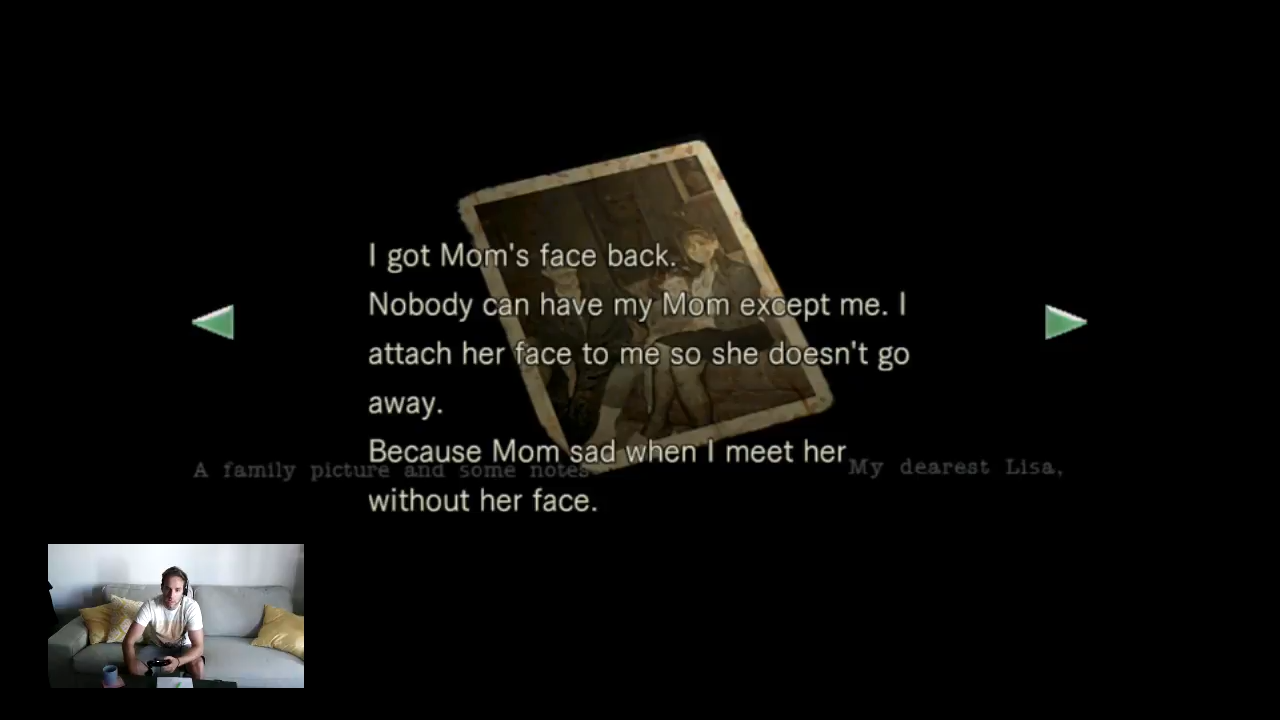 I got Mom's face back.
Nobody can have my Mom except me. I
attach her face to me so she doesn't go
away.
Because Mom sad when I meet her
without her face.
A family picture and some notes
My dearest Lisa,